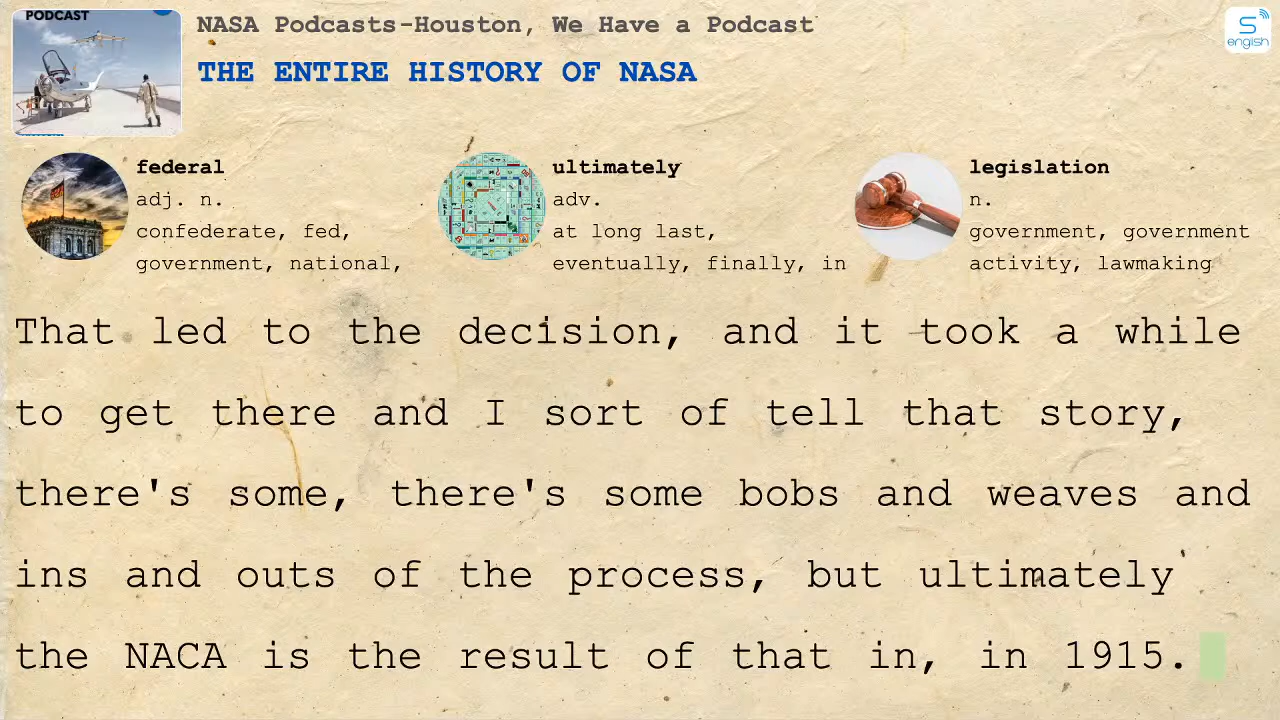 PODCAST
NASA Podcasts-Houston, We Have a Podcast
THE ENTIRE HISTORY OF NASA
S
english
federal
adj. n.
confederate, fed,
government, national,
ultimately
adv.
at long last,
eventually, finally, in
legislation
n.
government, government
activity, lawmaking
That led to the decision, and it took a while
to get there and I sort of tell that story,
there's some, there's some bobs and weaves and
ins and outs of the process, but ultimately
the NACA is the result of that in, in 1915.